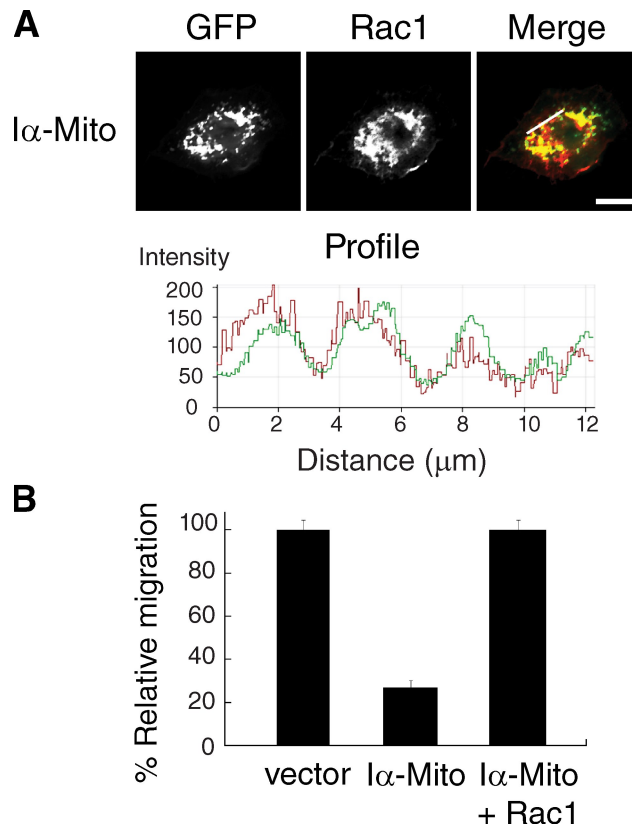 A
GFP Rac1 Merge
Iα-Mito
Profile
Intensity
200
150
100
50
0
0 2 4 6 8 10 12
Distance (μm)
B
% Relative migration
100
80
60
40
20
0
vector Iα-Mito Iα-Mito
+ Rac1